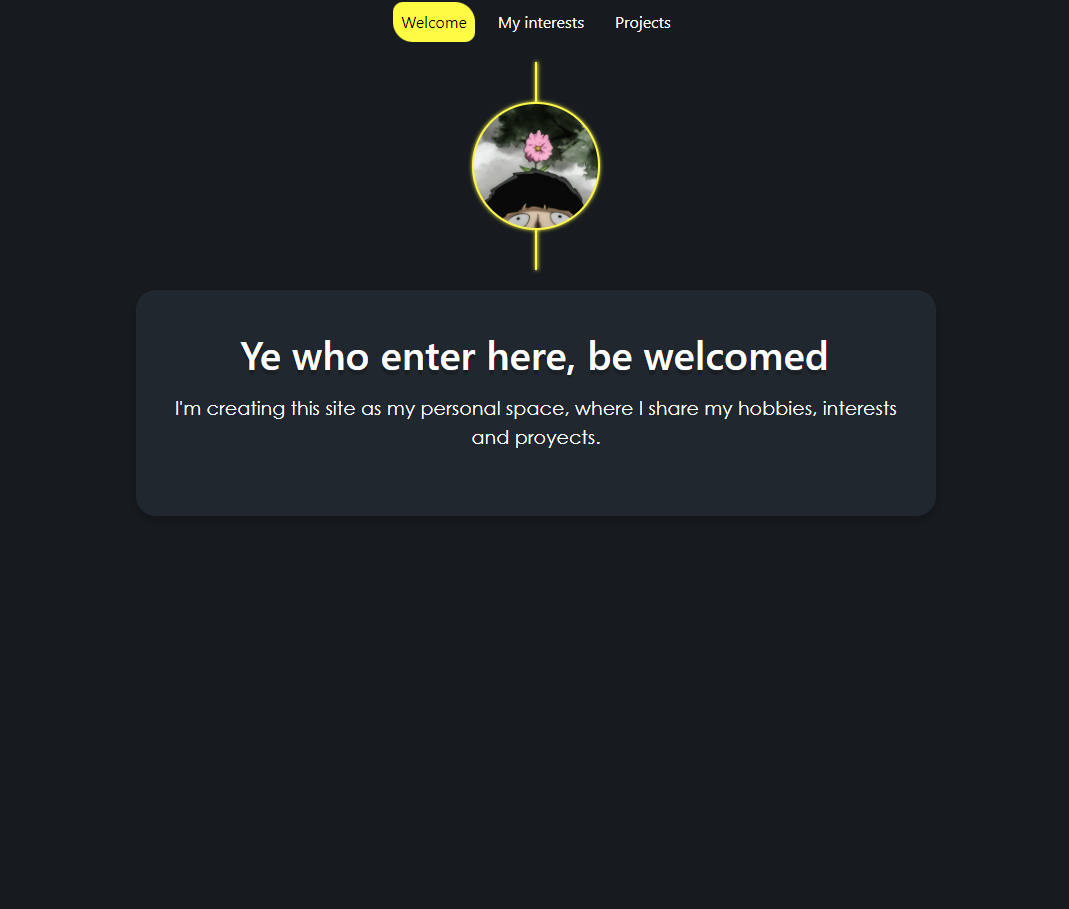 Welcome My interests Projects
Ye who enter here, be welcomed
I'm creating this site as my personal space, where I share my hobbies, interests
and proyects.